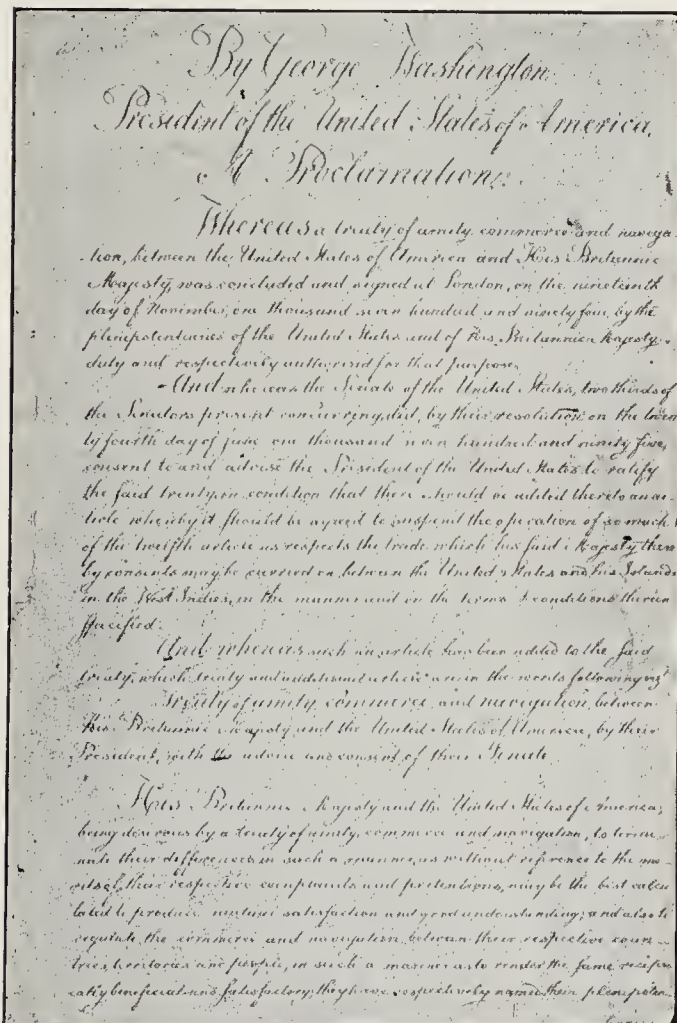 By George Washington
President of the United States of America,
A Proclamation.
Whereas a treaty of amity commerce and naviga-
tion, between the United States of America and His Britannic
Majesty, was concluded and signed at London, on the nineteenth
day of November, one thousand seven hundred and ninety four, by the
plenipotentiaries of the United States and of His Britannick Majesty,
duly and respectively authorised for that purpose.
And whereas the Senate of the United States, two thirds of
the Senators present concurring, did, by their resolution on the twen
ty fourth day of june one thousand seven hundred and ninety five,
consent to and advise the President of the United States to ratify
the said treaty, on condition that there should be added thereto an ar
ticle whereby it should be agreed to suspend the operation of so much
of the twelfth article as respects the trade which his said Majesty there
by consents may be carried on, between the United States and his Islands
in the West Indies, in the manner and on the terms & conditions therein
specified.
And whereas such an article has been added to the said
treaty, which treaty and additional article are in the words following vizt
Treaty of amity, commerce, and navigation, between
His Britannic Majesty and the United States of America, by their
President, with the advice and consent of their Senate
His Britannic Majesty and the United States of America;
being desirous by a treaty of amity, commerce and navigation, to termi-
nate their differences in such a manner, as without reference to the me-
rits of their respective complaints and pretentions, may be the best calcu
lated to produce mutual satisfaction and good understanding; and also to
regulate the commerce and navigation between their respective coun-
tries, territories and people, in such a manner as to render the same recipro
cally beneficial and satisfactory; they have respectively named their plenipoten-